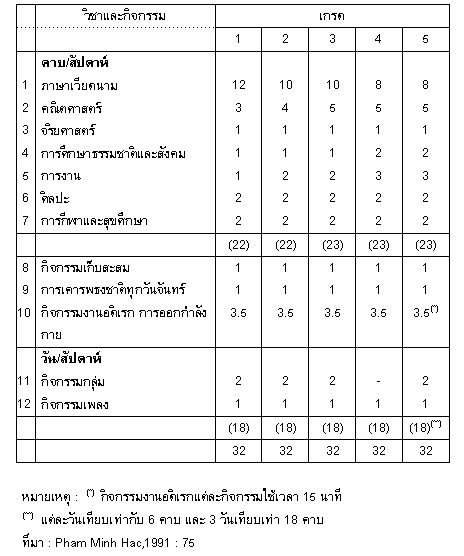 วิชาและกิจกรรม เกรด
1 2 3 4 5
คาบ/สัปดาห์
1 ภาษาเวียดนาม 12 10 10 8 8
2 คณิตศาสตร์ 3 4 5 5 5
3 จริยศาสตร์ 1 1 1 1 1
4 การศึกษาธรรมชาติและสังคม 1 1 1 2 2
5 การงาน 1 2 2 3 3
6 ศิลปะ 2 2 2 2 2
7 การกีฬาและสุขศึกษา 2 2 2 2 2
(22) (22) (23) (23) (23)
8 กิจกรรมเก็บสะสม 1 1 1 1 1
9 การเคารพธงชาติทุกวันจันทร์ 1 1 1 1 1
10 กิจกรรมงานอดิเรก การออกกำลัง 3.5 3.5 3.5 3.5 3.5(*)
กาย
วัน/สัปดาห์
11 กิจกรรมกลุ่ม 2 2 2 - 2
12 กิจกรรมเพลง 1 1 1 1 1
(18) (18) (18) (18) (18)(**)
32 32 32 32 32
หมายเหตุ : (*) กิจกรรมงานอดิเรกแต่ละกิจกรรมใช้เวลา 15 นาที
(**) แต่ละวันเทียบเท่ากับ 6 คาบ และ 3 วันเทียบเท่า 18 คาบ
ที่มา : Pham Minh Hac,1991 : 75